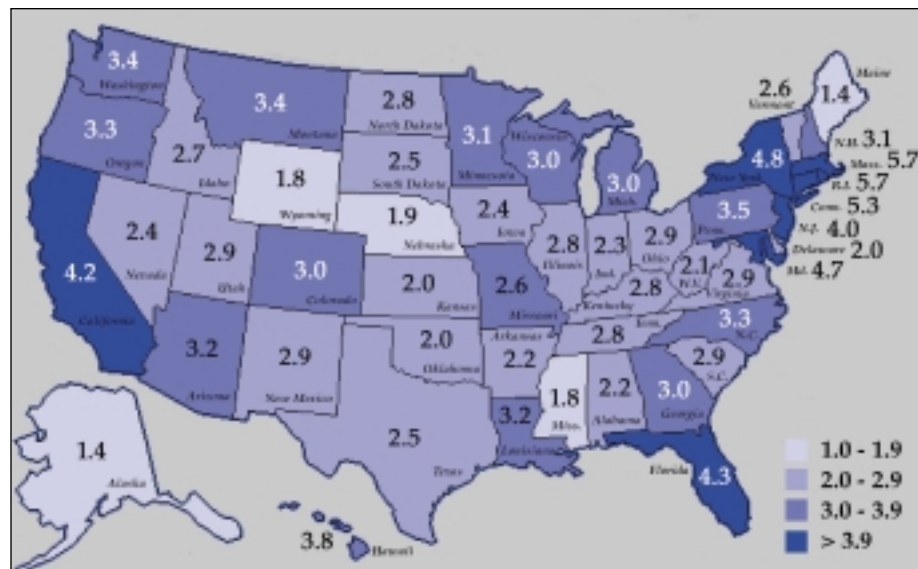 3.4
Washington
3.3
Oregon
4.2
California
2.7
Idaho
2.4
Nevada
3.4
Montana
1.8
Wyoming
2.9
Utah
3.0
Colorado
3.2
Arizona
2.9
New Mexico
2.8
North Dakota
2.5
South Dakota
1.9
Nebraska
2.0
Kansas
2.0
Oklahoma
2.5
Texas
3.1
Minnesota
2.4
Iowa
2.6
Missouri
Arkansas
2.2
3.2
Louisiana
Wisconsin
3.0
2.8
Illinois
3.0
Mich.
2.3
Ind.
2.9
Ohio
2.8
Kentucky
2.8
Tenn.
1.8
Miss.
2.2
Alabama
3.0
Georgia
4.3
Florida
2.9
S.C.
3.3
N.C.
2.9
Virginia
2.1
W.V.
3.5
Penn.
4.8
New York
2.6
Vermont
Maine
1.4
N.H. 3.1
Mass. 5.7
R.I. 5.7
Conn. 5.3
N.J. 4.0
Delaware 2.0
Md. 4.7
1.4
Alaska
3.8
Hawaii
1.0 - 1.9
2.0 - 2.9
3.0 - 3.9
> 3.9